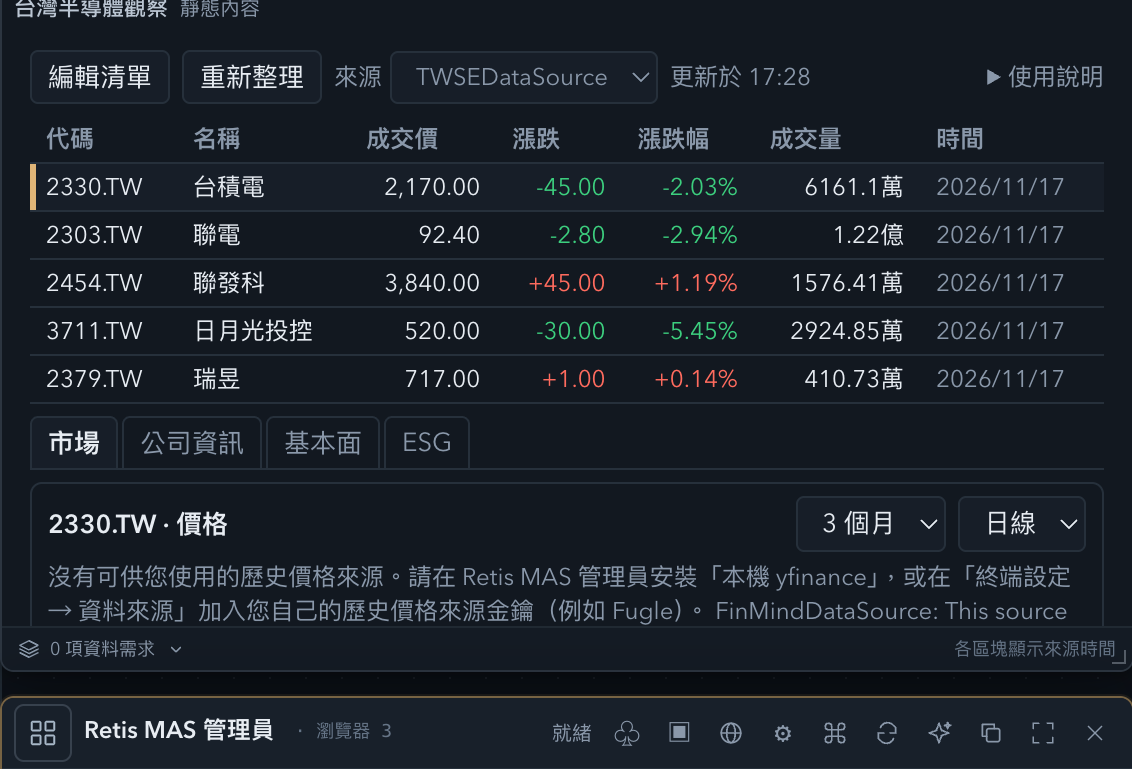 台灣半導體觀察 靜態內容
編輯清單 重新整理 來源 TWSEDataSource 更新於 17:28 ▶ 使用說明
代碼 名稱 成交價 漲跌 漲跌幅 成交量 時間
2330.TW 台積電 2,170.00 -45.00 -2.03% 6161.1萬 2026/11/17
2303.TW 聯電 92.40 -2.80 -2.94% 1.22億 2026/11/17
2454.TW 聯發科 3,840.00 +45.00 +1.19% 1576.41萬 2026/11/17
3711.TW 日月光投控 520.00 -30.00 -5.45% 2924.85萬 2026/11/17
2379.TW 瑞昱 717.00 +1.00 +0.14% 410.73萬 2026/11/17
市場 公司資訊 基本面 ESG
2330.TW · 價格 3 個月 日線
沒有可供您使用的歷史價格來源。請在 Retis MAS 管理員安裝「本機 yfinance」，或在「終端設定
→ 資料來源」加入您自己的歷史價格來源金鑰（例如 Fugle）。 FinMindDataSource: This source
0 項資料需求 各區塊顯示來源時間
Retis MAS 管理員 · 瀏覽器 3 就緒